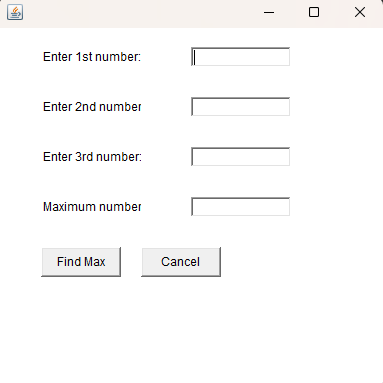 Enter 1st number:
Enter 2nd number
Enter 3rd number:
Maximum number
Find Max Cancel